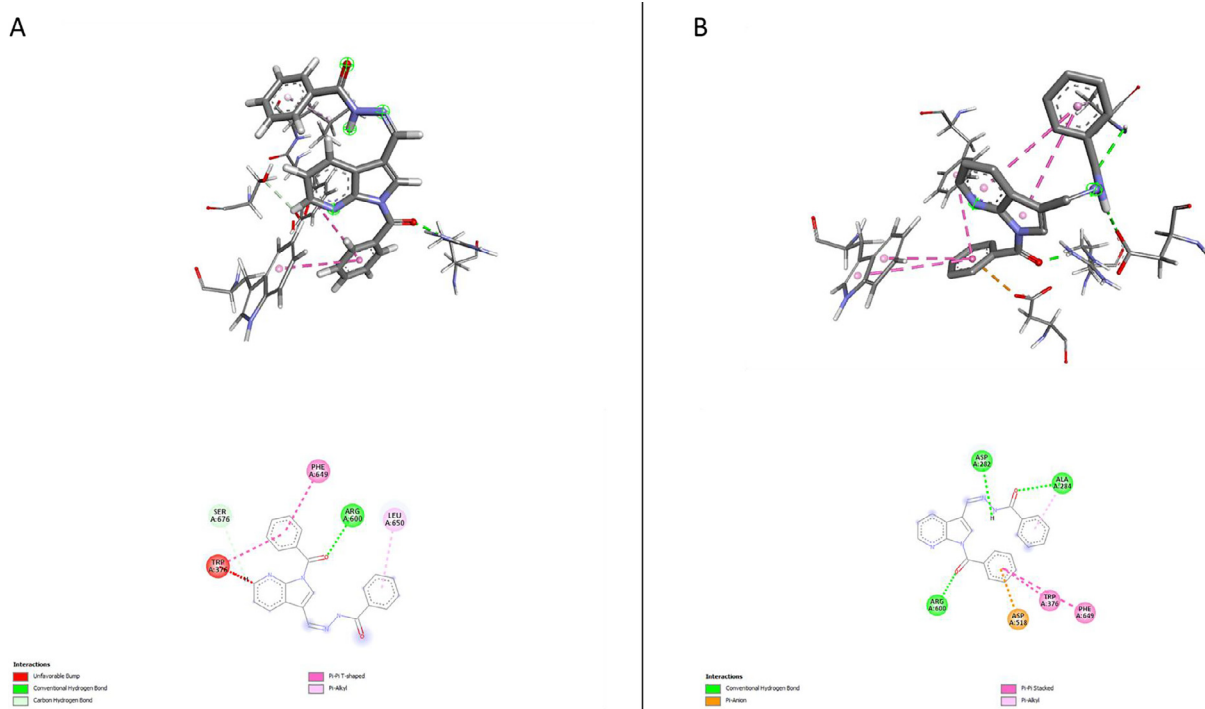 A
B
PHE
A:649
SER
A:676
ARG
A:600
LEU
A:650
TRP
A:376
N
N
N
N
H
O
O
Interactions
Unfavorable Bump
Conventional Hydrogen Bond
Carbon Hydrogen Bond
Pi-Pi T-shaped
Pi-Alkyl
ASP
A:282
ALA
A:284
N
N
N
N
H
O
O
ARG
A:600
ASP
A:518
TRP
A:376
PHE
A:649
Interactions
Conventional Hydrogen Bond
Pi-Anion
Pi-Pi Stacked
Pi-Alkyl